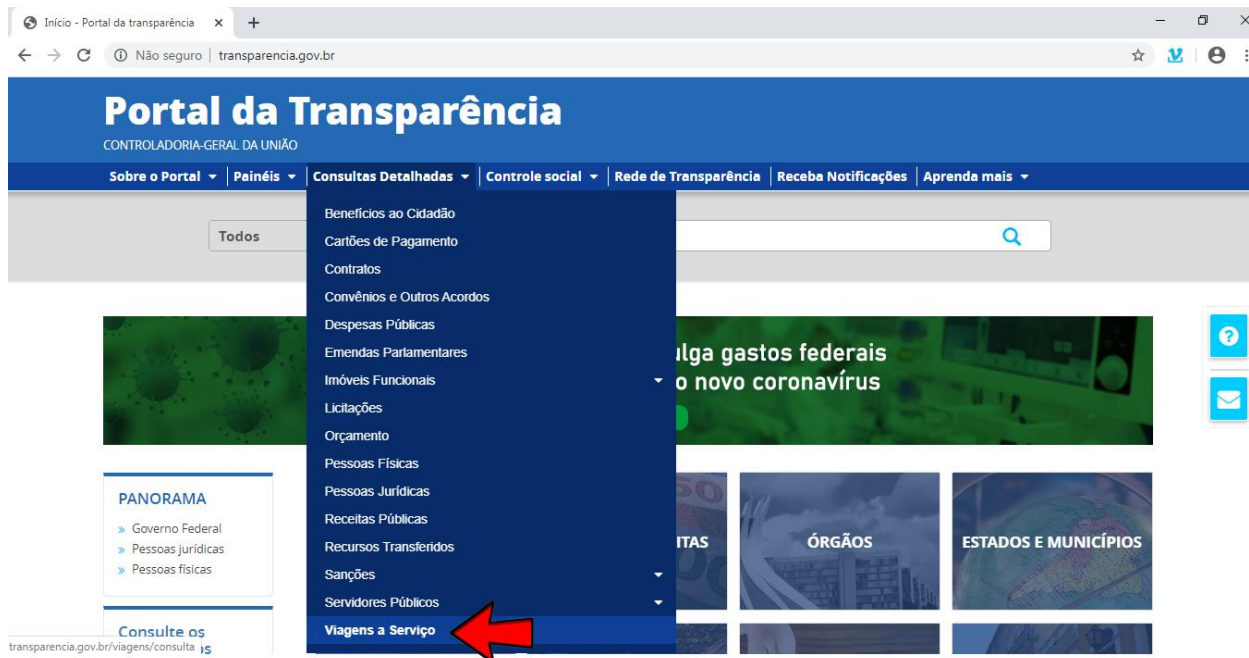 Início - Portal da transparência
Não seguro | transparencia.gov.br
Portal da Transparência
CONTROLADORIA-GERAL DA UNIÃO
Sobre o Portal Painéis Consultas Detalhadas Controle social Rede de Transparência Receba Notificações Aprenda mais
Todos
Benefícios ao Cidadão
Cartões de Pagamento
Contratos
Convênios e Outros Acordos
Despesas Públicas
Emendas Parlamentares
Imóveis Funcionais
Licitações
Orçamento
Pessoas Físicas
Pessoas Jurídicas
Receitas Públicas
Recursos Transferidos
Sanções
Servidores Públicos
Viagens a Serviço
ulga gastos federais
o novo coronavírus
PANORAMA
» Governo Federal
» Pessoas jurídicas
» Pessoas físicas
Consulte os
ITAS
ÓRGÃOS
ESTADOS E MUNICÍPIOS
transparencia.gov.br/viagens/consulta